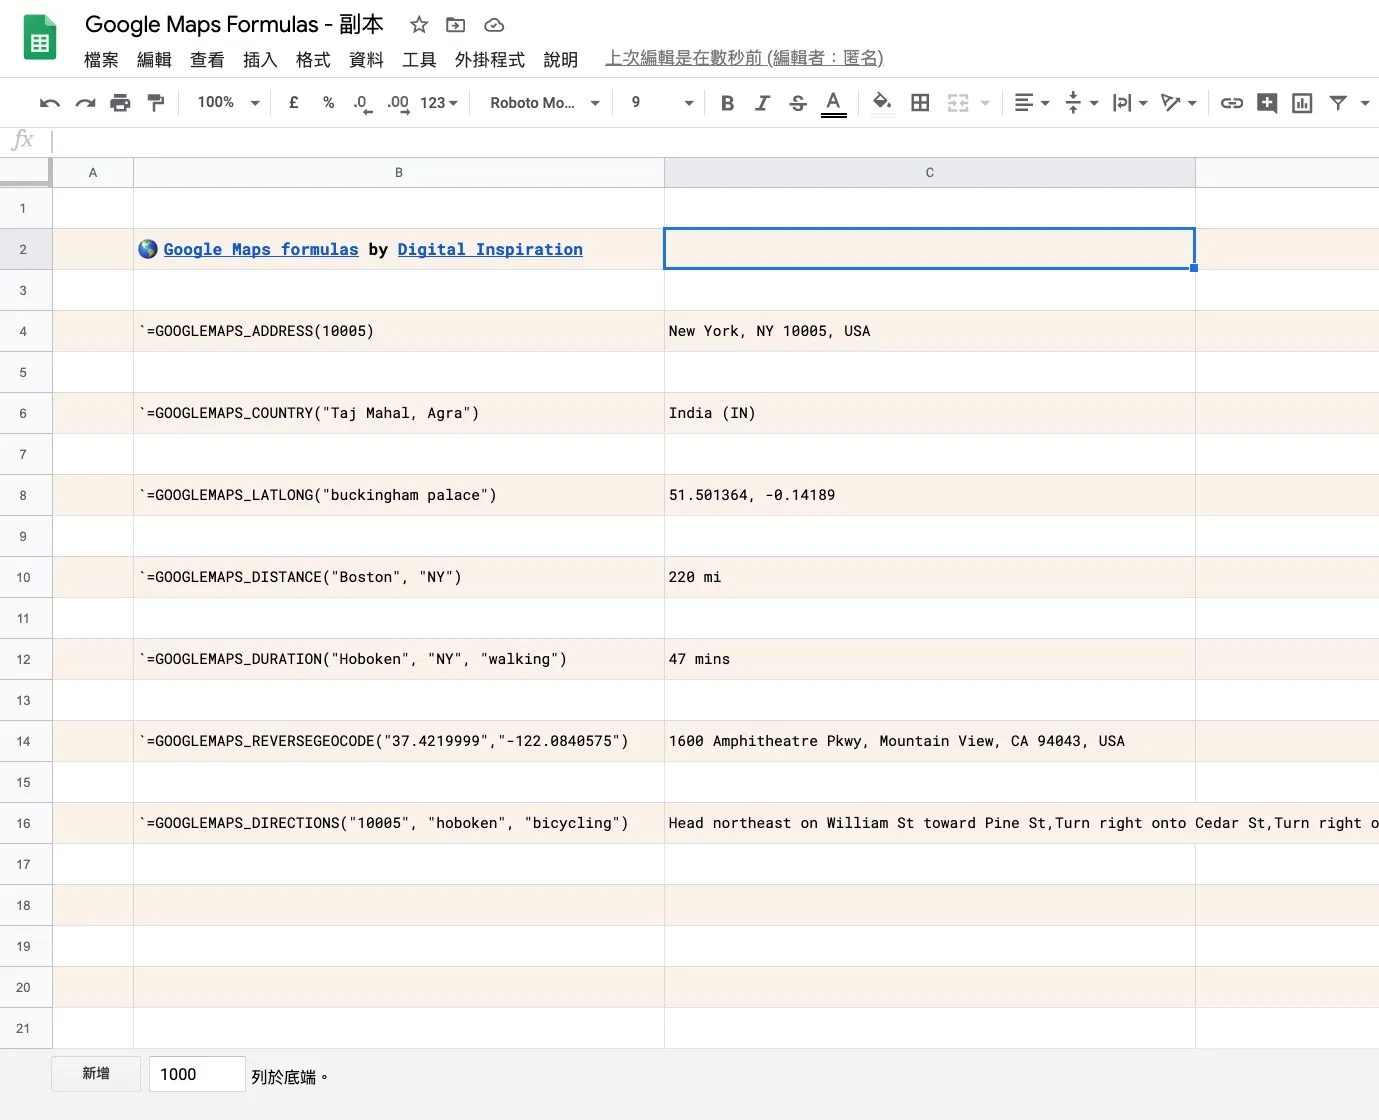 Google Maps Formulas - 副本
檔案 編輯 查看 插入 格式 資料 工具 外掛程式 說明 上次編輯是在數秒前 (編輯者：匿名)
100% £ % .0 .00 123 Roboto Mo... 9 B I S A
fx
A B C
1
2 Google Maps formulas by Digital Inspiration
3
4 `=GOOGLEMAPS_ADDRESS(10005) New York, NY 10005, USA
5
6 `=GOOGLEMAPS_COUNTRY("Taj Mahal, Agra") India (IN)
7
8 `=GOOGLEMAPS_LATLONG("buckingham palace") 51.501364, -0.14189
9
10 `=GOOGLEMAPS_DISTANCE("Boston", "NY") 220 mi
11
12 `=GOOGLEMAPS_DURATION("Hoboken", "NY", "walking") 47 mins
13
14 `=GOOGLEMAPS_REVERSEGEOCODE("37.4219999","-122.0840575") 1600 Amphitheatre Pkwy, Mountain View, CA 94043, USA
15
16 `=GOOGLEMAPS_DIRECTIONS("10005", "hoboken", "bicycling") Head northeast on William St toward Pine St,Turn right onto Cedar St,Turn right o
17
18
19
20
21
新增 1000 列於底端。